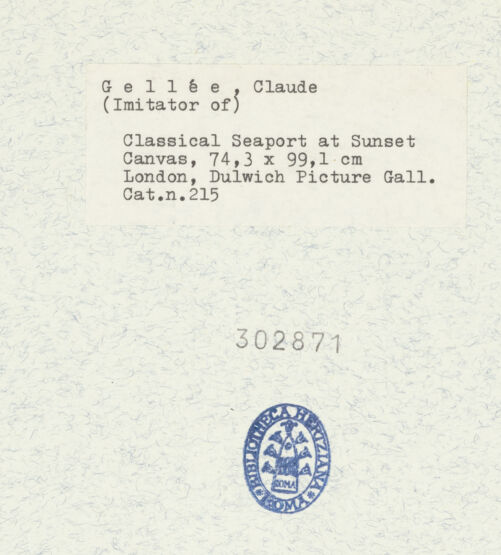 G e l l é e , Claude
(Imitator of)
Classical Seaport at Sunset
Canvas, 74,3 x 99,1 cm
London, Dulwich Picture Gall.
Cat.n.215
302871
BIBLIOTHECA HERTZIANA
ROMA
ROMA